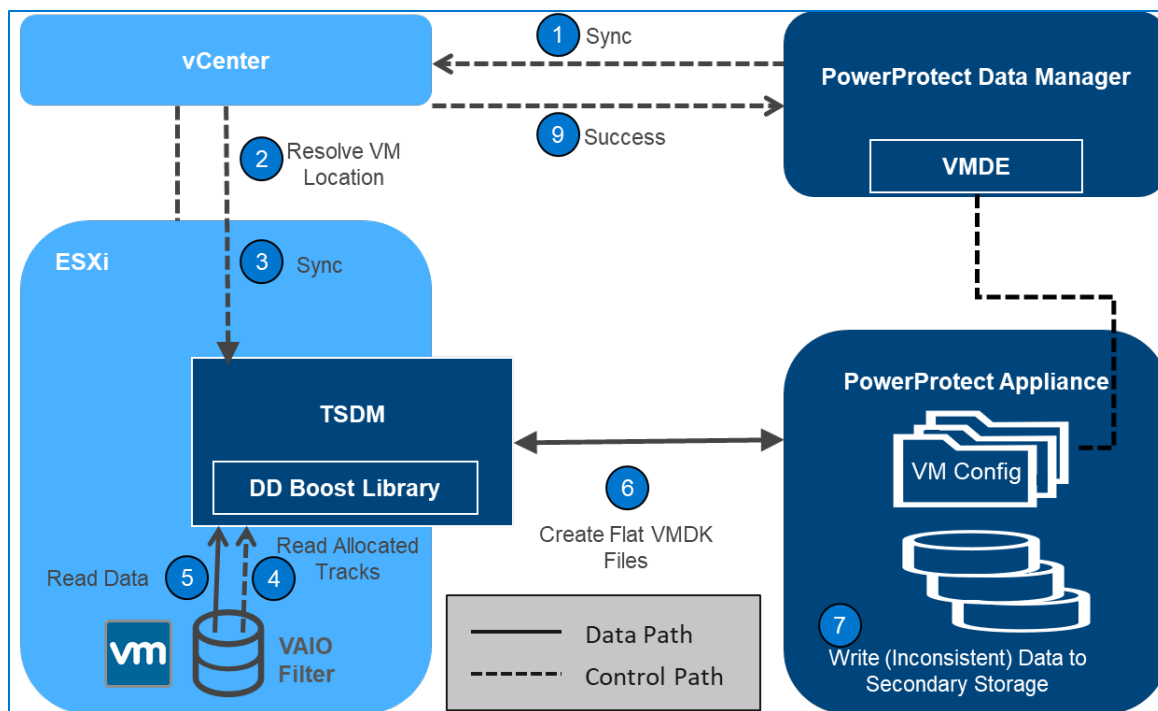 vCenter
1
Sync
PowerProtect Data Manager
9
Success
VMDE
2
Resolve VM
Location
ESXi
3
Sync
TSDM
DD Boost Library
PowerProtect Appliance
VM Config
6
Create Flat VMDK
Files
Read Allocated
Tracks
Read Data
5
4
vm
VAIO
Filter
Data Path
Control Path
7
Write (Inconsistent) Data to
Secondary Storage